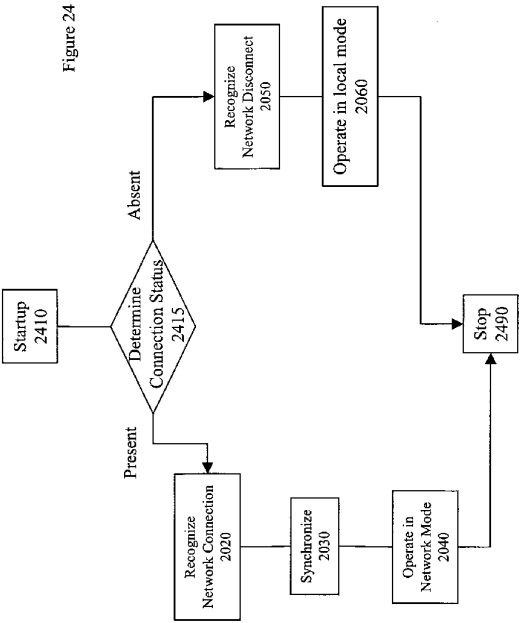 Figure 24
Startup
2410
Determine
Connection Status
2415
Present
Absent
Recognize
Network Connection
2020
Synchronize
2030
Operate in
Network Mode
2040
Recognize
Network Disconnect
2050
Operate in local mode
2060
Stop
2490